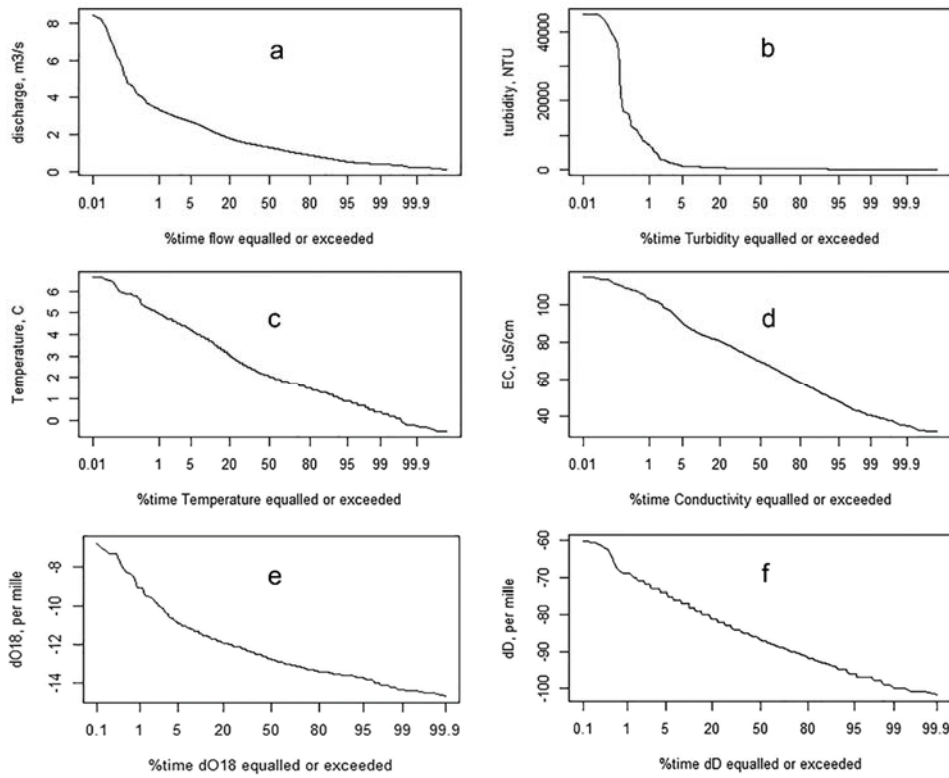 a
discharge, m3/s
8
6
4
2
0
0.01 1 5 20 50 80 95 99 99.9
%time flow equalled or exceeded
b
turbidity, NTU
40000
20000
0
0.01 1 5 20 50 80 95 99 99.9
%time Turbidity equalled or exceeded
c
Temperature, C
6
5
4
3
2
1
0
0.01 1 5 20 50 80 95 99 99.9
%time Temperature equalled or exceeded
d
EC, uS/cm
100
80
60
40
0.01 1 5 20 50 80 95 99 99.9
%time Conductivity equalled or exceeded
e
dO18, per mille
-8
-10
-12
-14
0.1 1 5 20 50 80 95 99 99.9
%time dO18 equalled or exceeded
f
dD, per mille
-60
-70
-80
-90
-100
0.1 1 5 20 50 80 95 99 99.9
%time dD equalled or exceeded